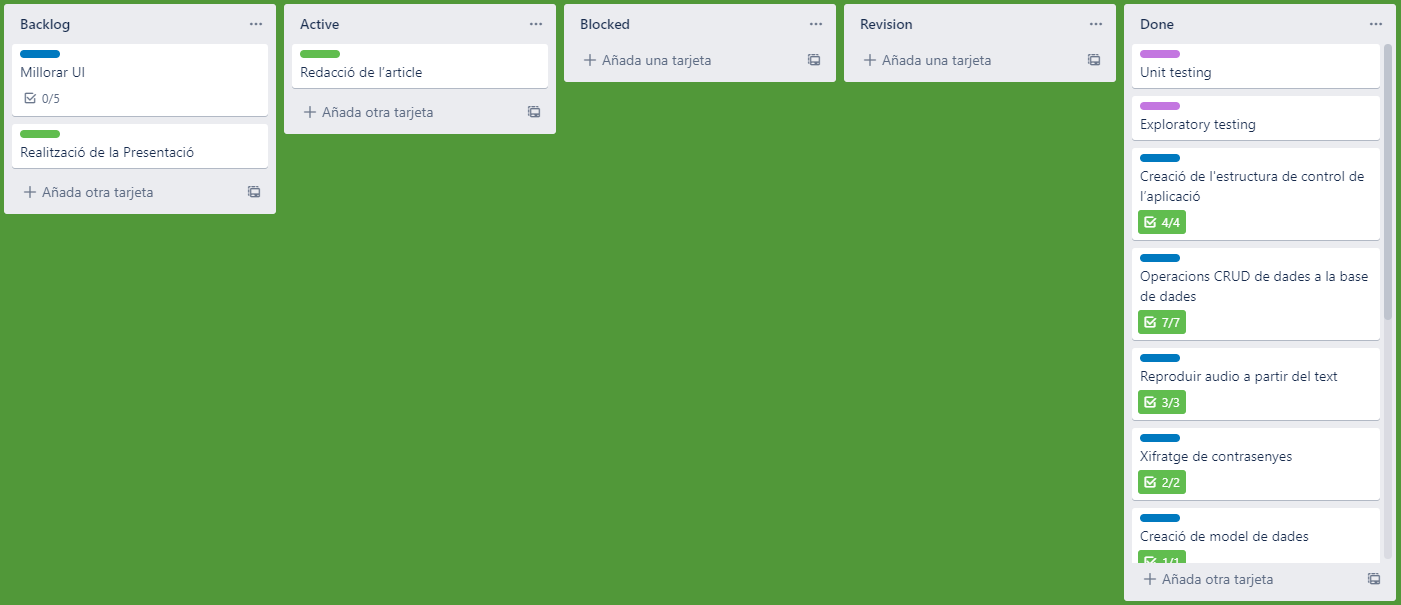 Backlog
Millorar UI
0/5
Realització de la Presentació
Añada otra tarjeta
Active
Redacció de l'article
Añada otra tarjeta
Blocked
Añada una tarjeta
Revision
Añada una tarjeta
Done
Unit testing
Exploratory testing
Creació de l'estructura de control de
l'aplicació
4/4
Operacions CRUD de dades a la base
de dades
7/7
Reproduir audio a partir del text
3/3
Xifratge de contrasenyes
2/2
Creació de model de dades
1/1
Añada otra tarjeta